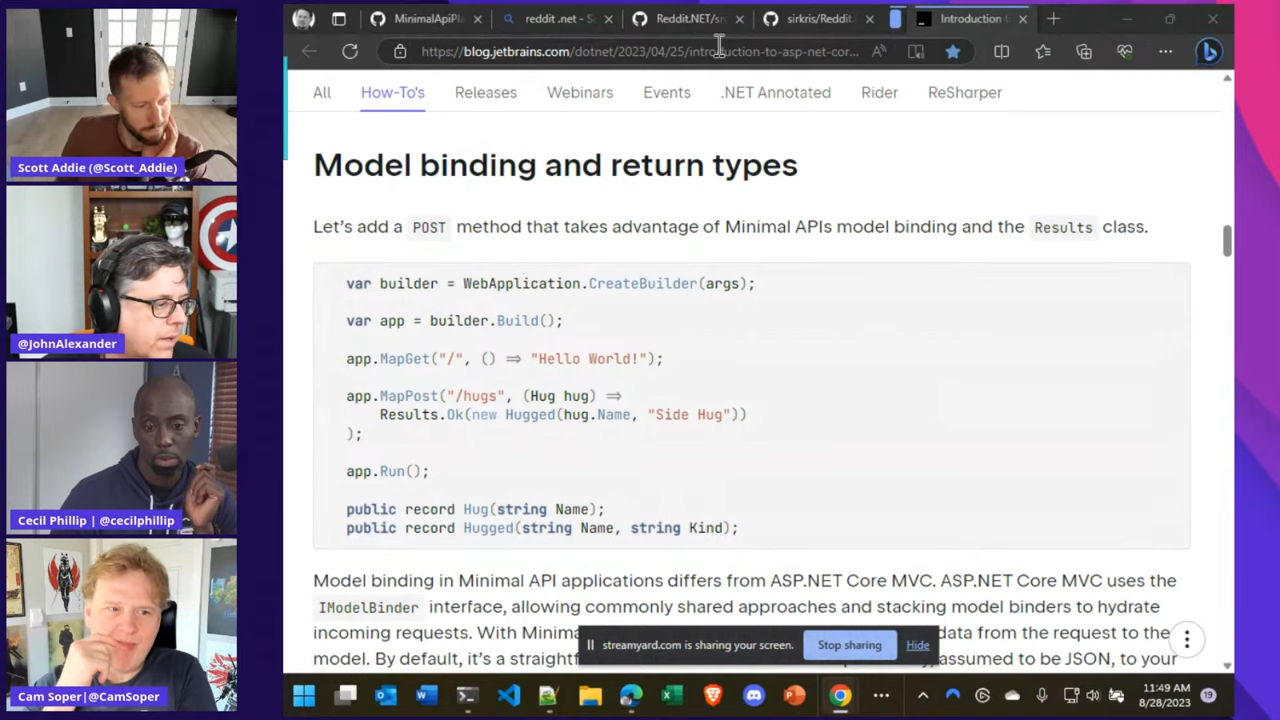 Scott Addie (@Scott_Addie)
@JohnAlexander
Cecil Phillip | @cecilphillip
Cam Soper|@CamSoper
MinimalApiPla
reddit .net - Se
Reddit.NET/src
sirkris/Reddit.
Introduction t
https://blog.jetbrains.com/dotnet/2023/04/25/introduction-to-asp-net-cor...
All How-To's Releases Webinars Events .NET Annotated Rider ReSharper
Model binding and return types
Let's add a POST method that takes advantage of Minimal APIs model binding and the Results class.
var builder = WebApplication.CreateBuilder(args);
var app = builder.Build();
app.MapGet("/", () => "Hello World!");
app.MapPost("/hugs", (Hug hug) =>
Results.Ok(new Hugged(hug.Name, "Side Hug"))
);
app.Run();
public record Hug(string Name);
public record Hugged(string Name, string Kind);
Model binding in Minimal API applications differs from ASP.NET Core MVC. ASP.NET Core MVC uses the
IModelBinder interface, allowing commonly shared approaches and stacking model binders to hydrate
incoming requests. With Minima data from the request to the
model. By default, it's a straightf assumed to be JSON, to your
streamyard.com is sharing your screen. Stop sharing Hide
11:49 AM
8/28/2023
19